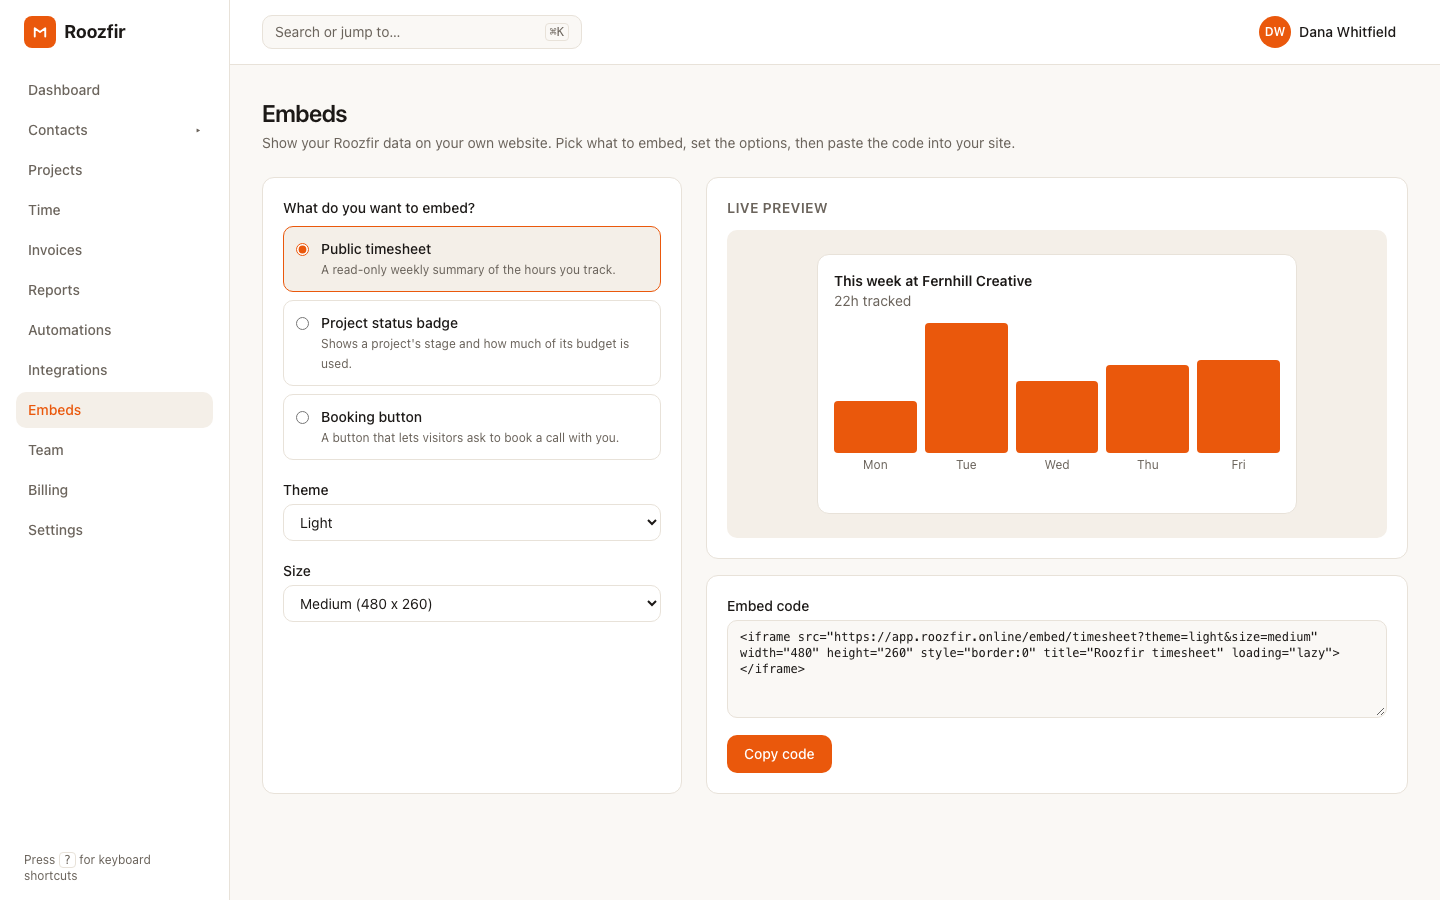 Roozfir
Search or jump to...
⌘K
DW
Dana Whitfield
Dashboard
Contacts
Projects
Time
Invoices
Reports
Automations
Integrations
Embeds
Team
Billing
Settings
Press ? for keyboard
shortcuts
Embeds
Show your Roozfir data on your own website. Pick what to embed, set the options, then paste the code into your site.
What do you want to embed?
Public timesheet
A read-only weekly summary of the hours you track.
Project status badge
Shows a project's stage and how much of its budget is
used.
Booking button
A button that lets visitors ask to book a call with you.
Theme
Light
Size
Medium (480 x 260)
LIVE PREVIEW
This week at Fernhill Creative
22h tracked
Mon Tue Wed Thu Fri
Embed code
<iframe src="https://app.roozfir.online/embed/timesheet?theme=light&size=medium"
width="480" height="260" style="border:0" title="Roozfir timesheet" loading="lazy">
</iframe>
Copy code